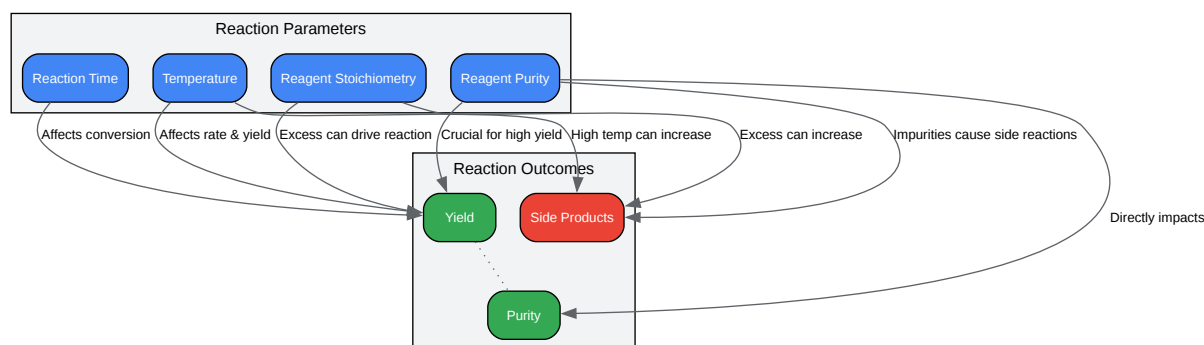 Reaction Parameters
Reaction Time
Temperature
Reagent Stoichiometry
Reagent Purity
Affects conversion
Affects rate & yield
Excess can drive reaction
Crucial for high yield
High temp can increase
Excess can increase
Impurities cause side reactions
Reaction Outcomes
Yield
Side Products
Directly impacts
Purity